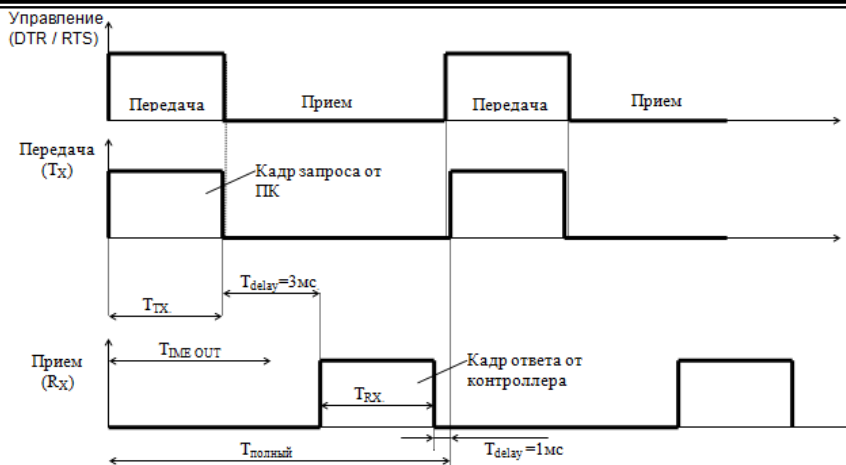 Управление
(DTR / RTS)
Передача
Прием
Передача
Прием
Передача
(TX)
Кадр запроса от
ПК
Tdelay=3мс
TTX.
Прием
(RX)
TIME OUT
Кадр ответа от
контроллера
TRX.
Tполный
Tdelay =1мс